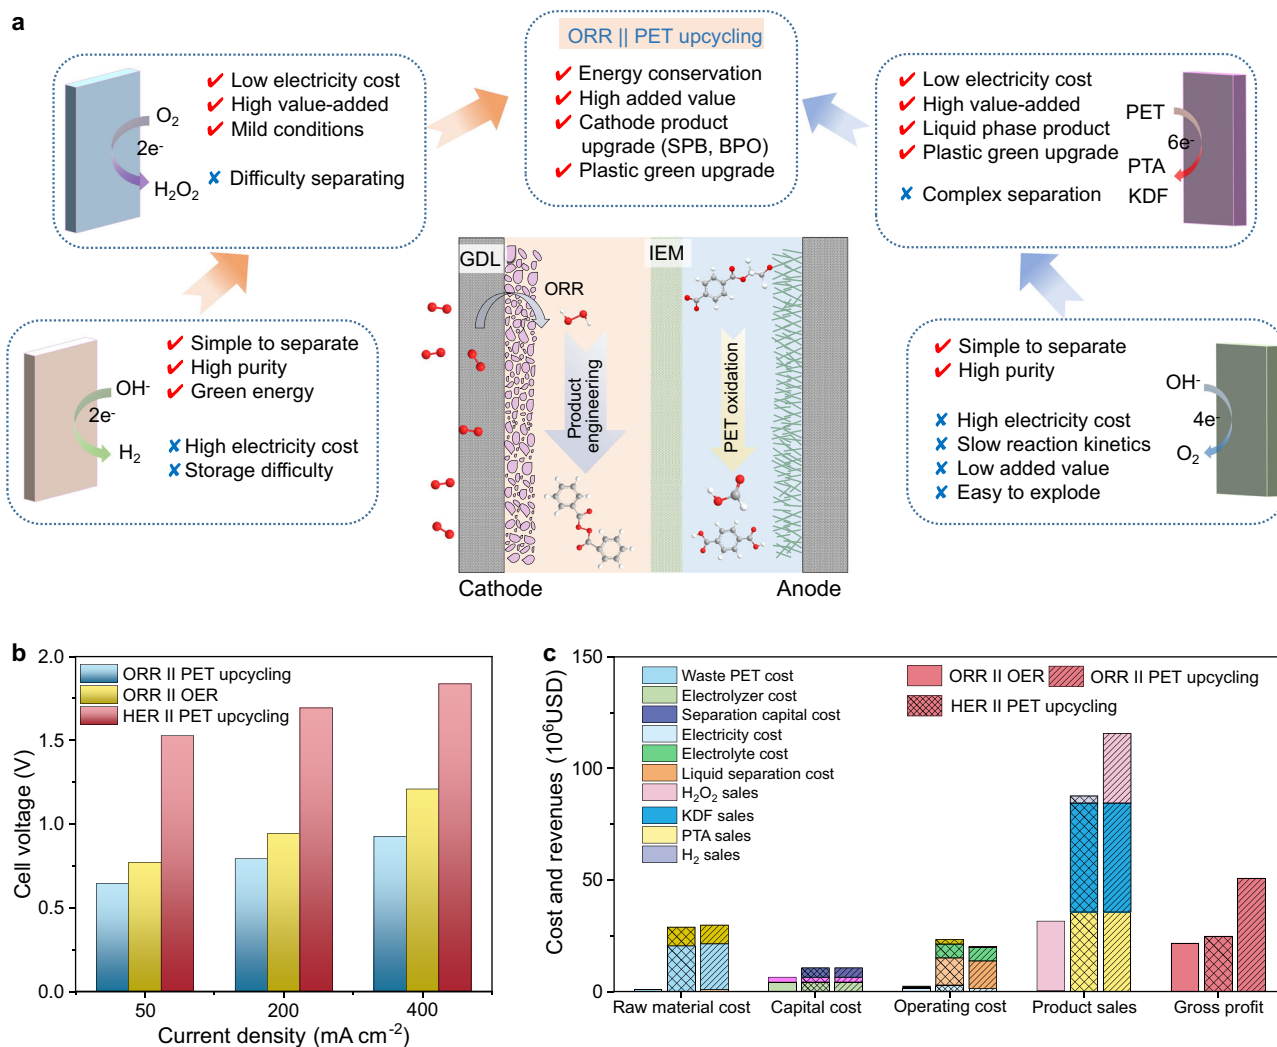 a
O2
2e-
H2O2
✔ Low electricity cost
✔ High value-added
✔ Mild conditions
✘ Difficulty separating
ORR || PET upcycling
✔ Energy conservation
✔ High added value
✔ Cathode product
upgrade (SPB, BPO)
✔ Plastic green upgrade
✔ Low electricity cost
✔ High value-added
✔ Liquid phase product
✔ Plastic green upgrade
✘ Complex separation
PET
6e-
PTA
KDF
OH-
2e-
H2
✔ Simple to separate
✔ High purity
✔ Green energy
✘ High electricity cost
✘ Storage difficulty
GDL
ORR
IEM
Product
engineering
PET oxidation
Cathode
Anode
✔ Simple to separate
✔ High purity
✘ High electricity cost
✘ Slow reaction kinetics
✘ Low added value
✘ Easy to explode
OH-
4e-
O2
b
Cell voltage (V)
2.0
1.5
1.0
0.5
0.0
ORR II PET upcycling
ORR II OER
HER II PET upcycling
50
200
400
Current density (mA cm-2)
c
Cost and revenues (10^6USD)
150
100
50
0
Waste PET cost
Electrolyzer cost
Separation capital cost
Electricity cost
Electrolyte cost
Liquid separation cost
H2O2 sales
KDF sales
PTA sales
H2 sales
ORR II OER
ORR II PET upcycling
HER II PET upcycling
Raw material cost
Capital cost
Operating cost
Product sales
Gross profit